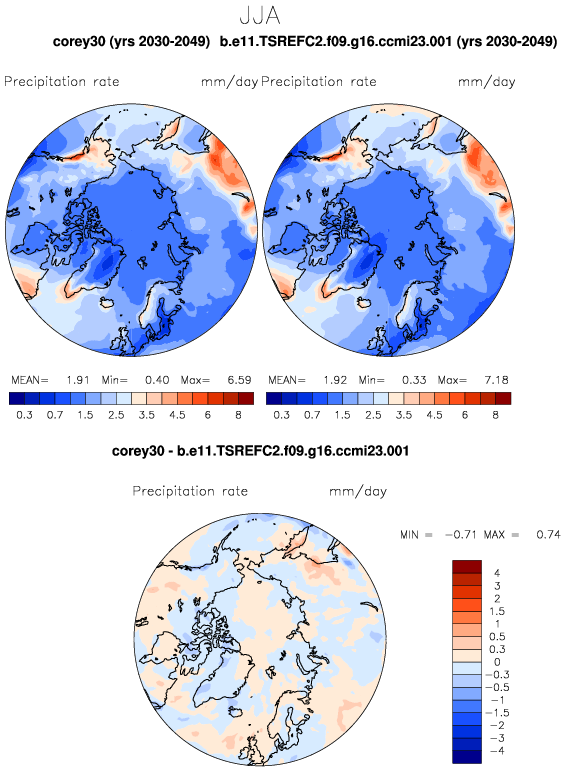 JJA
corey30 (yrs 2030-2049) b.e11.TSREFC2.f09.g16.ccmi23.001 (yrs 2030-2049)
Precipitation rate mm/day Precipitation rate mm/day
MEAN= 1.91 Min= 0.40 Max= 6.59 MEAN= 1.92 Min= 0.33 Max= 7.18
0.3 0.7 1.5 2.5 3.5 4.5 6 8 0.3 0.7 1.5 2.5 3.5 4.5 6 8
corey30 - b.e11.TSREFC2.f09.g16.ccmi23.001
Precipitation rate mm/day
MIN = -0.71 MAX = 0.74
4
3
2
1.5
1
0.5
0.3
0
-0.3
-0.5
-1
-1.5
-2
-3
-4